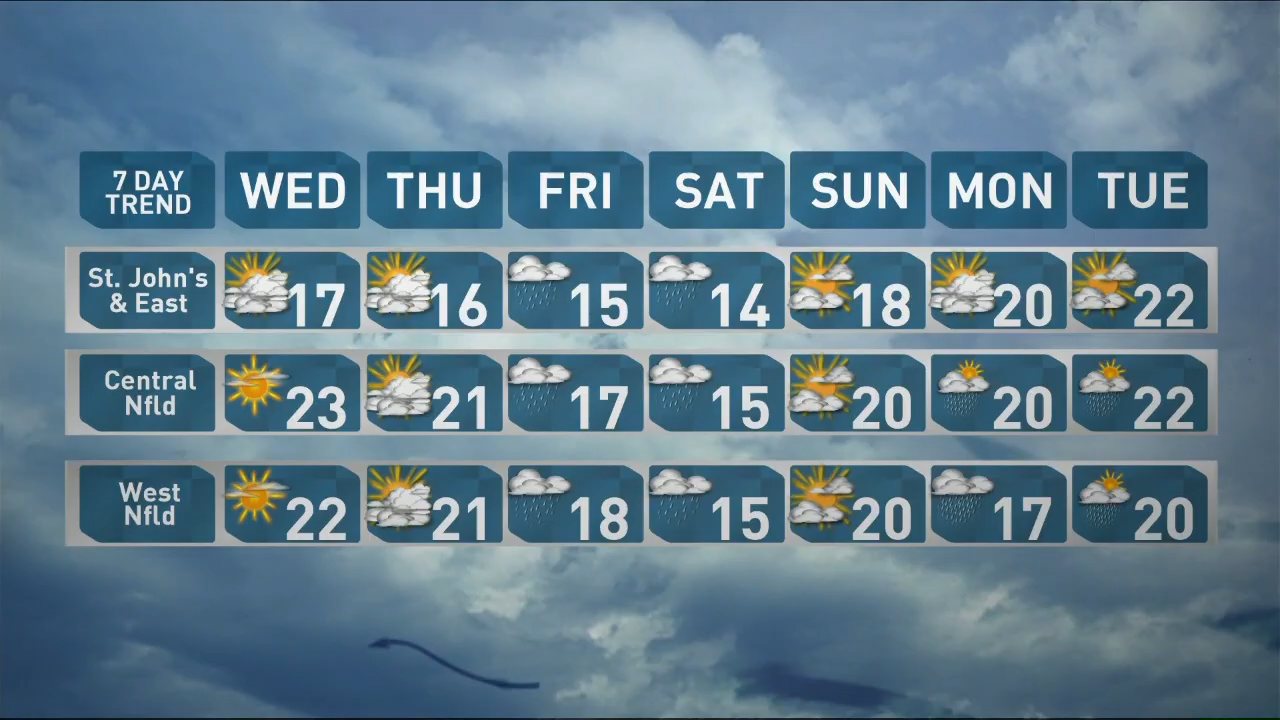 7 DAY
TREND
WED THU FRI SAT SUN MON TUE
St. John's
& East
17 16 15 14 18 20 22
Central
Nfld
23 21 17 15 20 20 22
West
Nfld
22 21 18 15 20 17 20